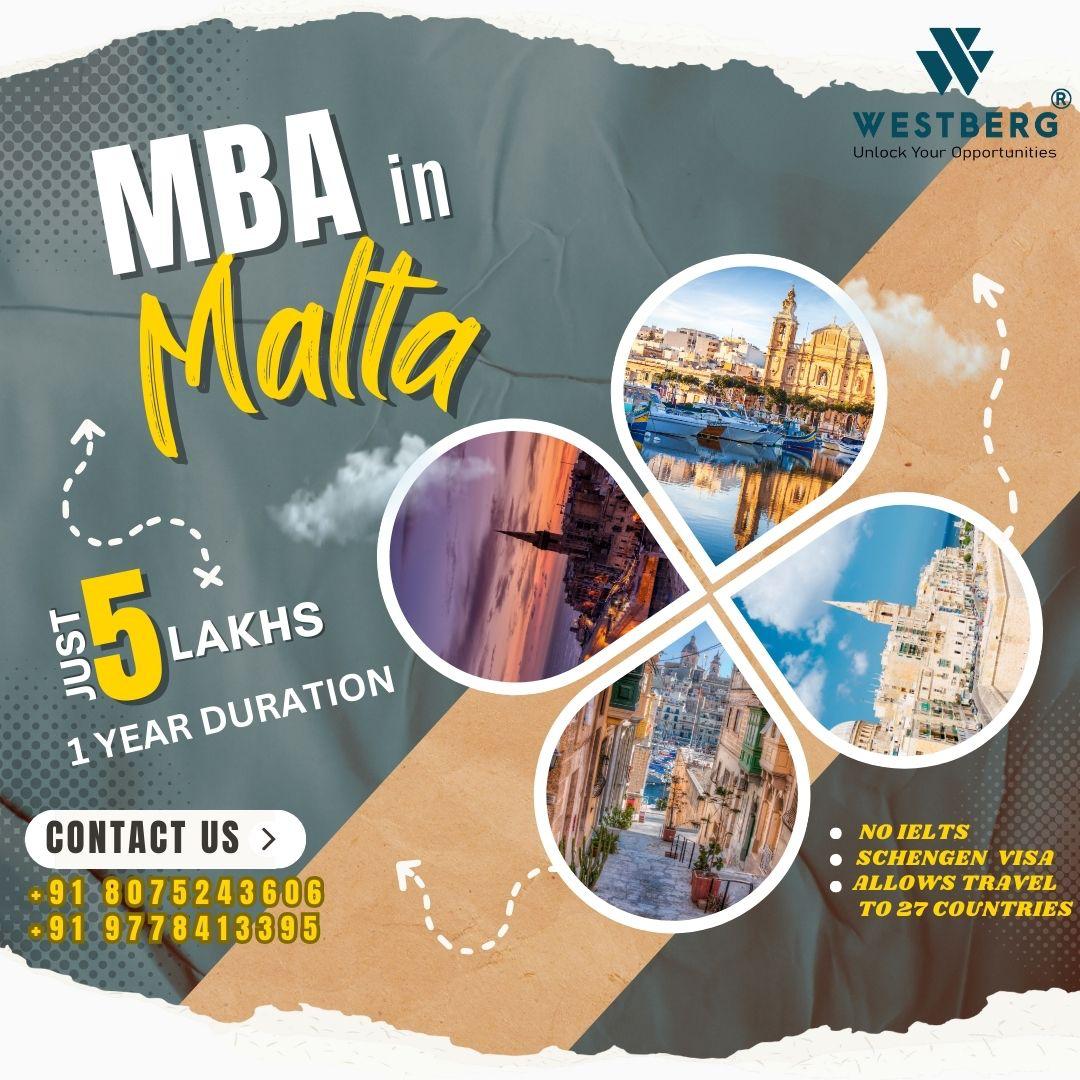 WESTBERG®
Unlock Your Opportunities
MBA in
Malta
JUST 5 LAKHS
1 YEAR DURATION
CONTACT US >
+91 8075243606
+91 9778413395
NO IELTS
SCHENGEN VISA
ALLOWS TRAVEL
TO 27 COUNTRIES